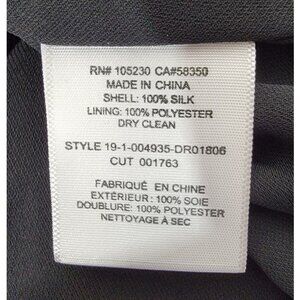 RN# 105230 CA#58350
MADE IN CHINA
SHELL: 100% SILK
LINING: 100% POLYESTER
DRY CLEAN
STYLE 19-1-004935-DR01806
CUT 001763
FABRIQUÉ EN CHINE
EXTÉRIEUR: 100% SOIE
DOUBLURE: 100% POLYESTER
NETTOYAGE À SEC